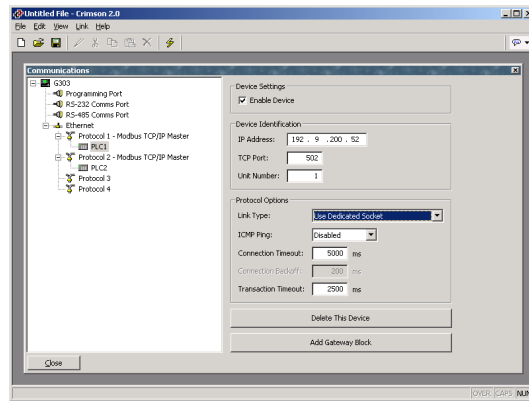 Untitled File - Crimson 2.0
File Edit View Link Help
Communications
G303
Programming Port
RS-232 Comms Port
RS-485 Comms Port
Ethernet
Protocol 1 - Modbus TCP/IP Master
PLC1
Protocol 2 - Modbus TCP/IP Master
PLC2
Protocol 3
Protocol 4
Device Settings
Enable Device
Device Identification
IP Address: 192 . 9 .200 . 52
TCP Port: 502
Unit Number: 1
Protocol Options
Link Type: Use Dedicated Socket
ICMP Ping: Disabled
Connection Timeout: 5000 ms
Connection Backoff: 200 ms
Transaction Timeout: 2500 ms
Delete This Device
Add Gateway Block
Close
OVER CAPS NUM